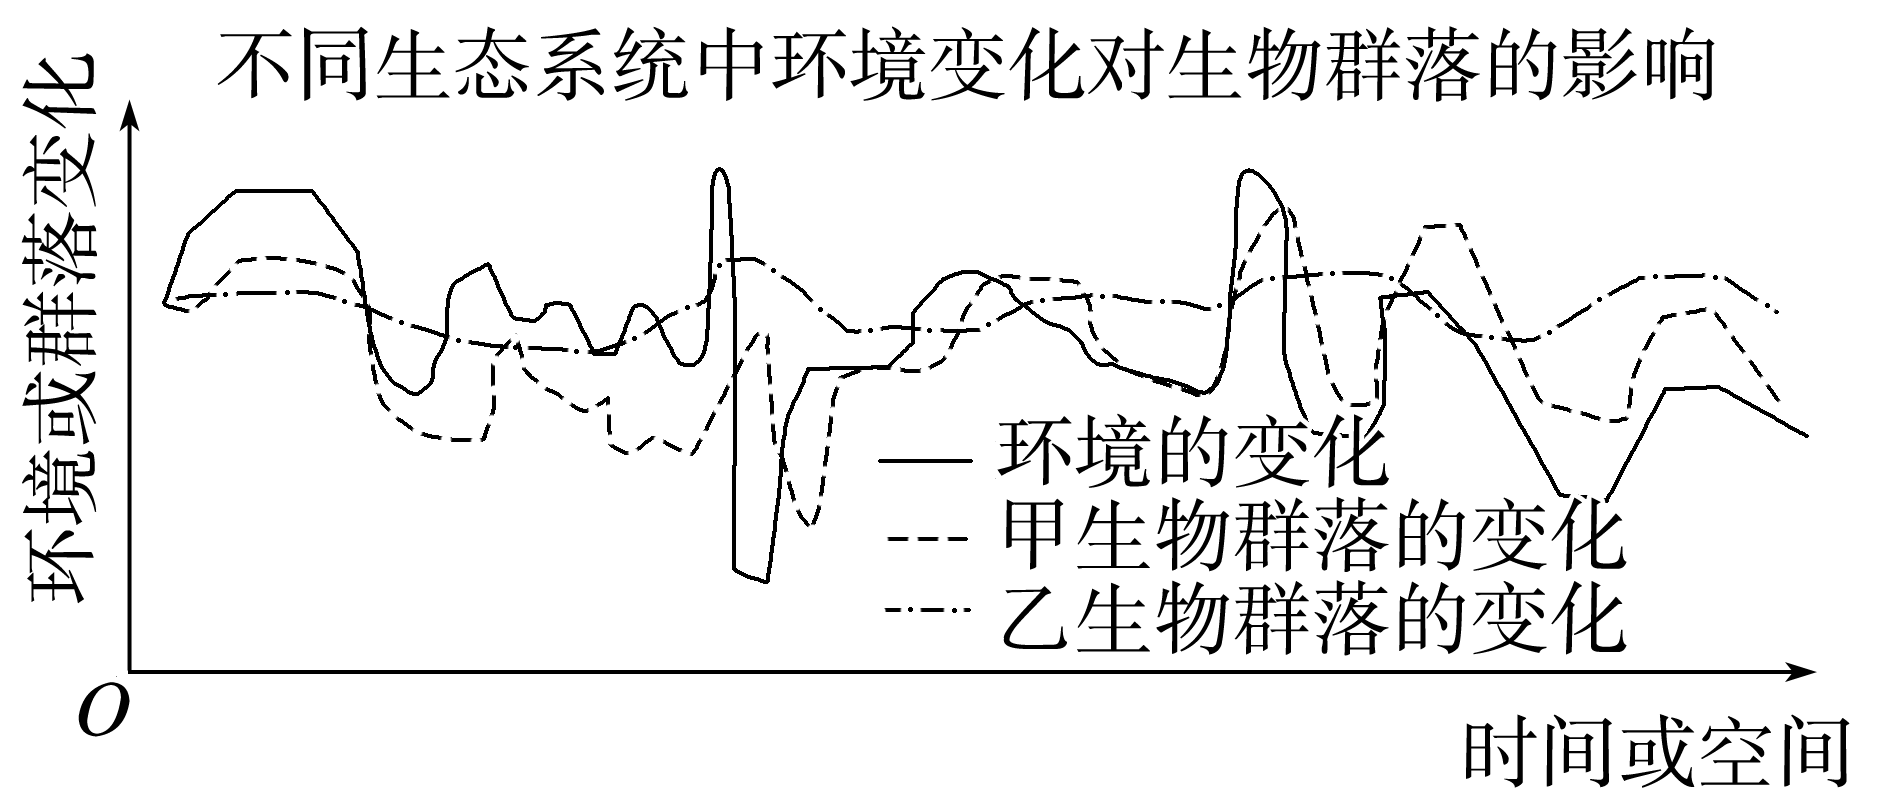 不同生态系统中环境变化对生物群落的影响
环境或群落变化
环境的变化
甲生物群落的变化
乙生物群落的变化
O
时间或空间